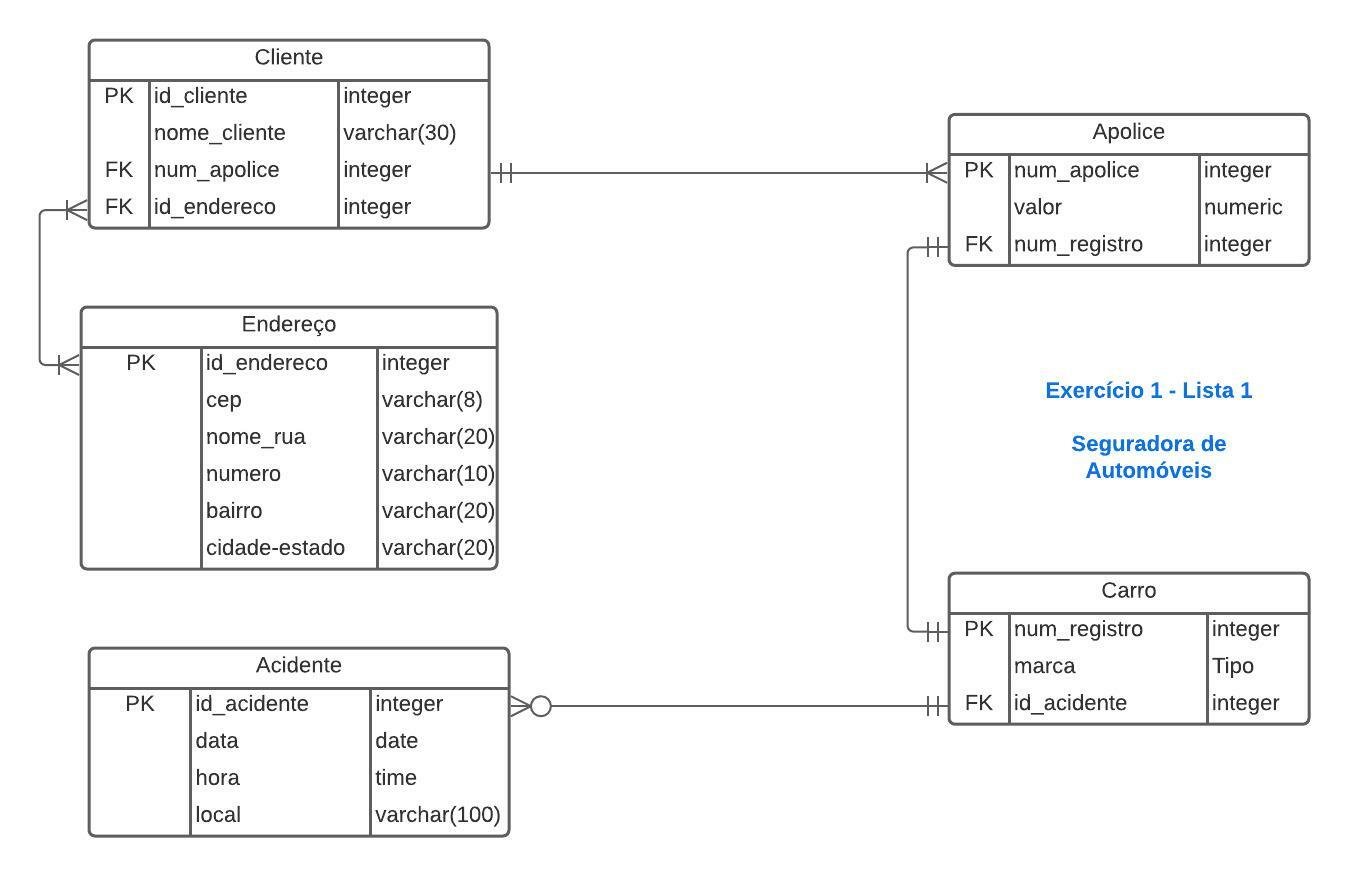 Cliente
PK id_cliente integer
nome_cliente varchar(30)
FK num_apolice integer
FK id_endereco integer
Apolice
PK num_apolice integer
valor numeric
FK num_registro integer
Endereço
PK id_endereco integer
cep varchar(8)
nome_rua varchar(20)
numero varchar(10)
bairro varchar(20)
cidade-estado varchar(20)
Exercício 1 - Lista 1
Seguradora de
Automóveis
Carro
PK num_registro integer
marca Tipo
FK id_acidente integer
Acidente
PK id_acidente integer
data date
hora time
local varchar(100)